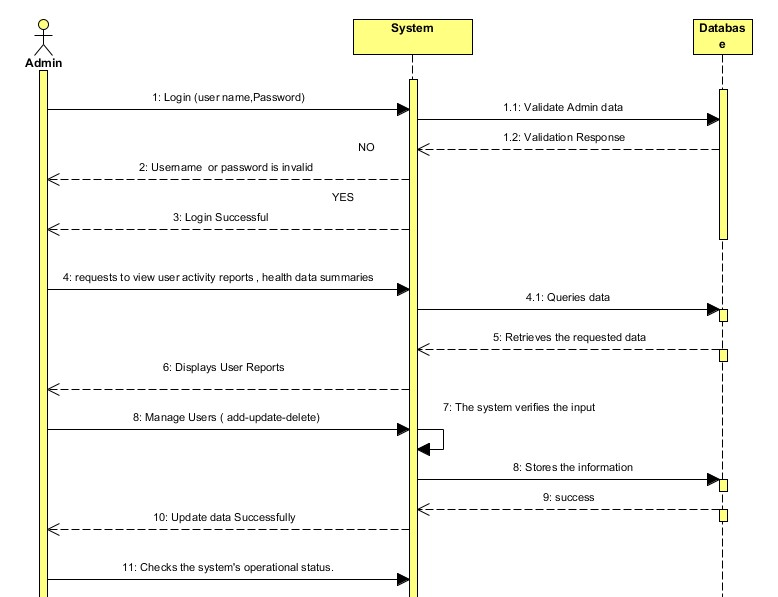 System
Databas
e
Admin
1: Login (user name,Password)
1.1: Validate Admin data
1.2: Validation Response
NO
2: Username or password is invalid
YES
3: Login Successful
4: requests to view user activity reports , health data summaries
4.1: Queries data
5: Retrieves the requested data
6: Displays User Reports
7: The system verifies the input
8: Manage Users ( add-update-delete)
8: Stores the information
9: success
10: Update data Successfully
11: Checks the system's operational status.